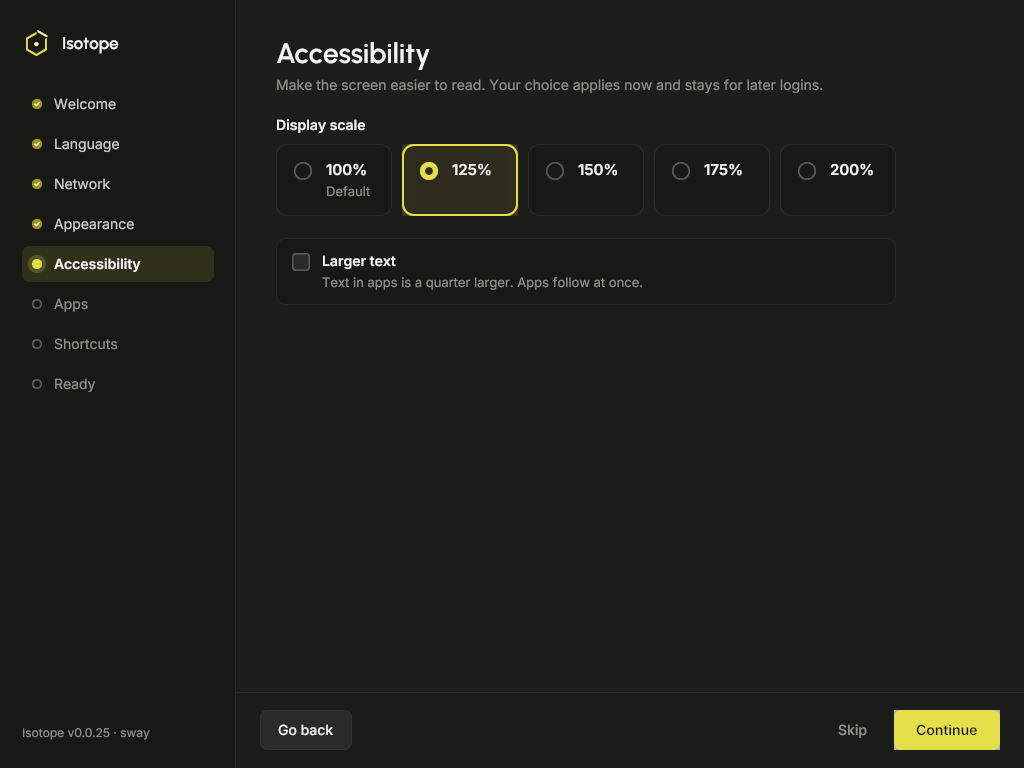 Isotope
Welcome
Language
Network
Appearance
Accessibility
Apps
Shortcuts
Ready
Isotope v0.0.25 · sway
Accessibility
Make the screen easier to read. Your choice applies now and stays for later logins.
Display scale
100%
Default
125%
150%
175%
200%
Larger text
Text in apps is a quarter larger. Apps follow at once.
Go back
Skip
Continue